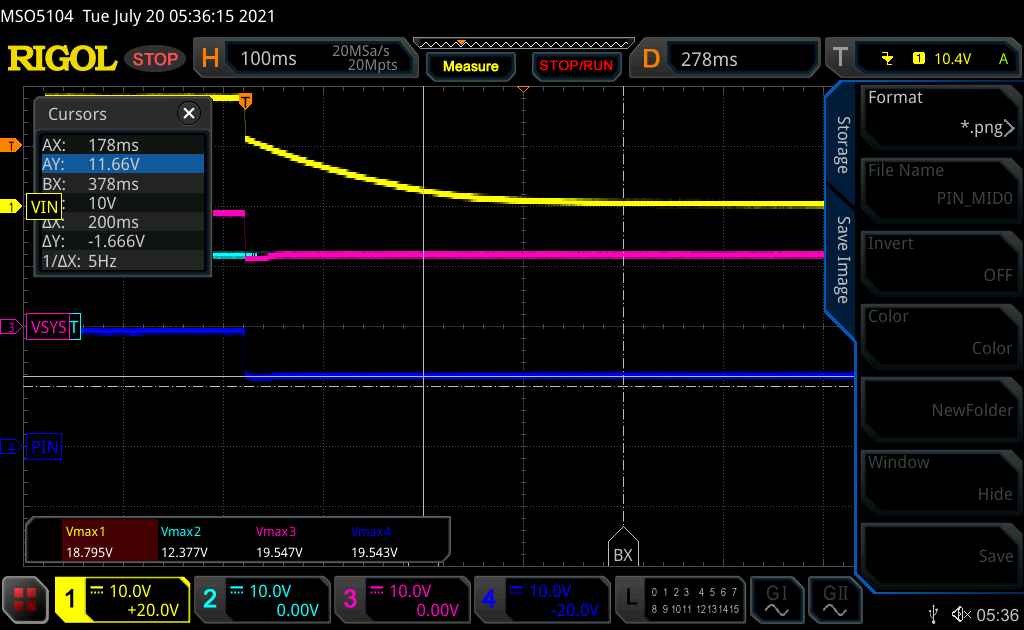 MSO5104 Tue July 20 05:36:15 2021
RIGOL STOP H 100ms 20MSa/s 20Mpts Measure STOP/RUN D 278ms T 1 10.4V A
T
Cursors
AX: 178ms
AY: 11.66V
BX: 378ms
10V
ΔX: 200ms
ΔY: -1.666V
1/ΔX: 5Hz
T
1 VIN
3 VSYS T
4 PIN
BX
Vmax1 Vmax2 Vmax3 Vmax4
18.795V 12.377V 19.547V 19.543V
Storage
Save Image
Format
*.png
File Name
PIN_MID0
Invert
OFF
Color
Color
NewFolder
Window
Hide
Save
1 10.0V +20.0V
2 10.0V 0.00V
3 10.0V 0.00V
4 10.0V -20.0V
L 0 1 2 3 4 5 6 7
8 9 10 11 12 13 14 15
GI
GII
05:36